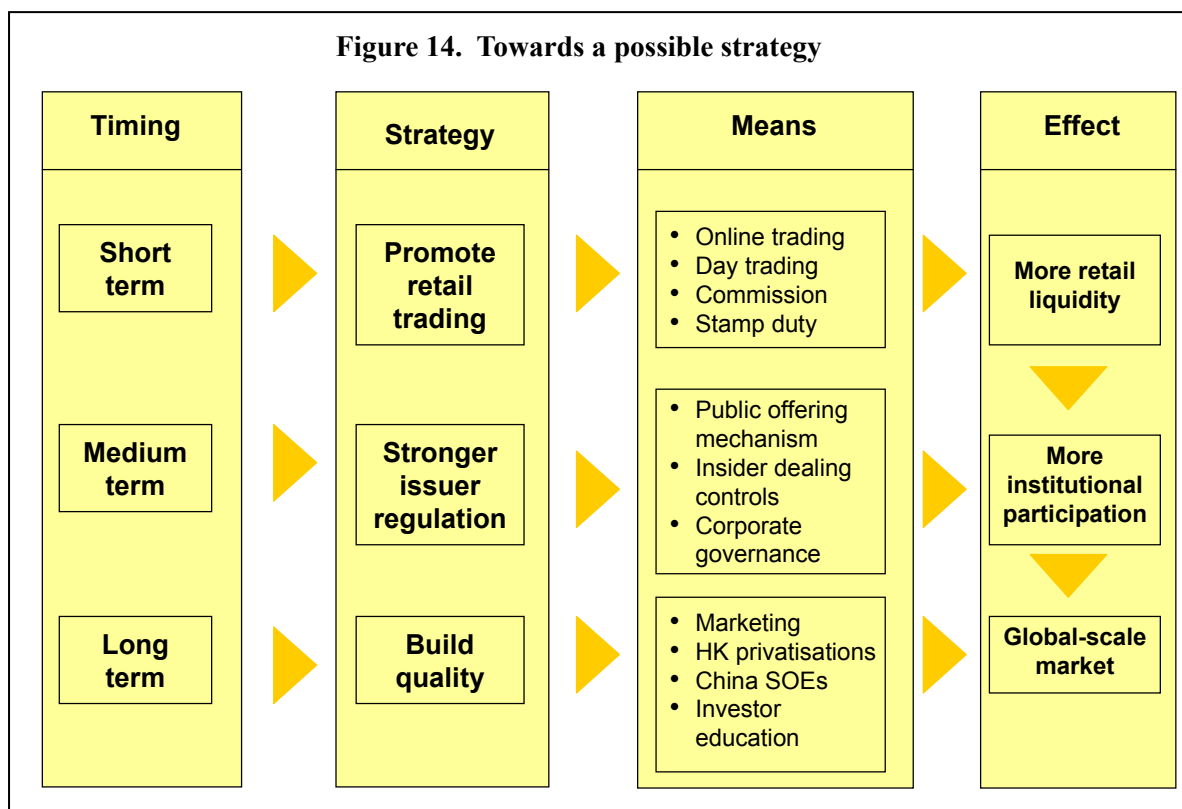 Figure 14. Towards a possible strategy
Timing
Strategy
Means
Effect
Short
term
Promote
retail
trading
• Online trading
• Day trading
• Commission
• Stamp duty
More retail
liquidity
Medium
term
Stronger
issuer
regulation
• Public offering
mechanism
• Insider dealing
controls
• Corporate
governance
More
institutional
participation
Long
term
Build
quality
• Marketing
• HK privatisations
• China SOEs
• Investor
education
Global-scale
market